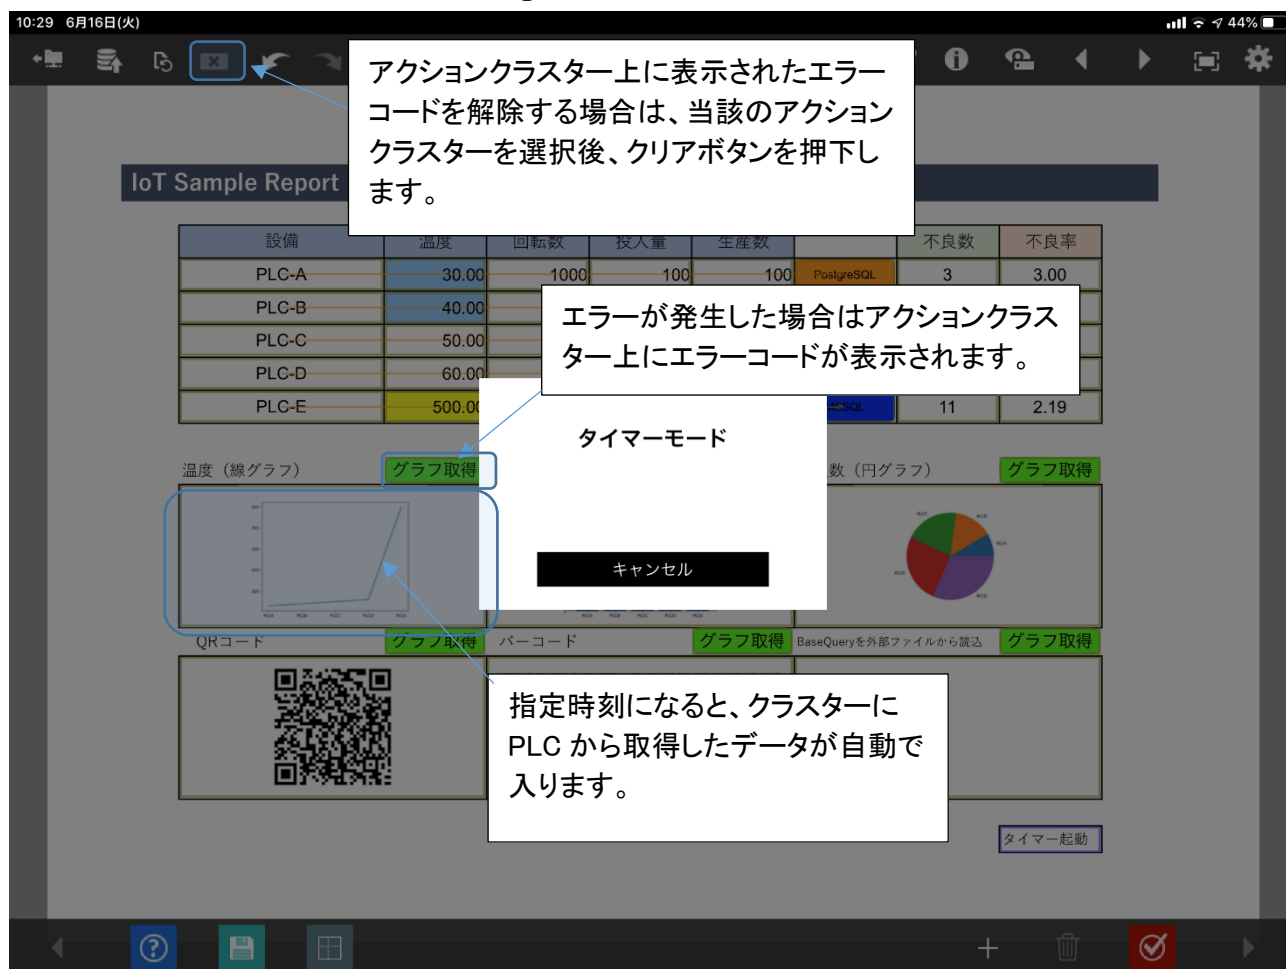 10:29 6月16日(火)
44%
アクションクラスター上に表示されたエラー
コードを解除する場合は、当該のアクション
クラスターを選択後、クリアボタンを押下し
ます。
IoT Sample Report
設備 温度 回転数 投入量 生産数 不良数 不良率
PLC-A 30.00 1000 100 100 PostgreSQL 3 3.00
PLC-B 40.00
PLC-C 50.00
PLC-D 60.00
PLC-E 500.00 11 2.19
エラーが発生した場合はアクションクラス
ター上にエラーコードが表示されます。
タイマーモード
キャンセル
温度（線グラフ） グラフ取得
数（円グラフ） グラフ取得
QRコード グラフ取得 バーコード グラフ取得 BaseQueryを外部ファイルから読込 グラフ取得
指定時刻になると、クラスターに
PLC から取得したデータが自動で
入ります。
タイマー起動